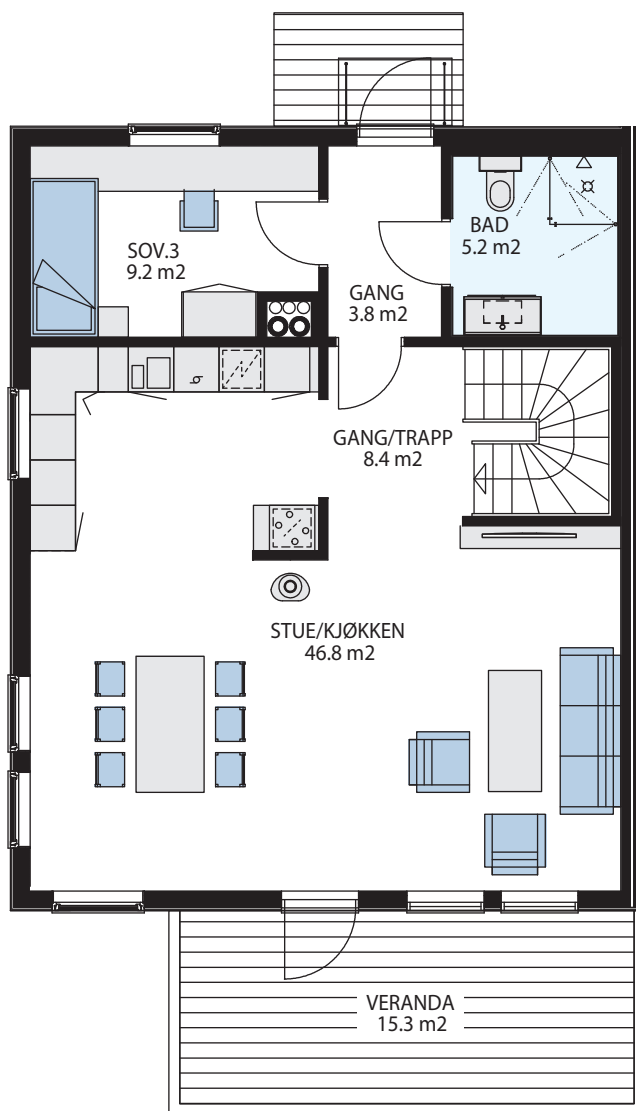 BAD
5.2 m2
SOV.3
9.2 m2
GANG
3.8 m2
GANG/TRAPP
8.4 m2
STUE/KJØKKEN
46.8 m2
VERANDA
15.3 m2